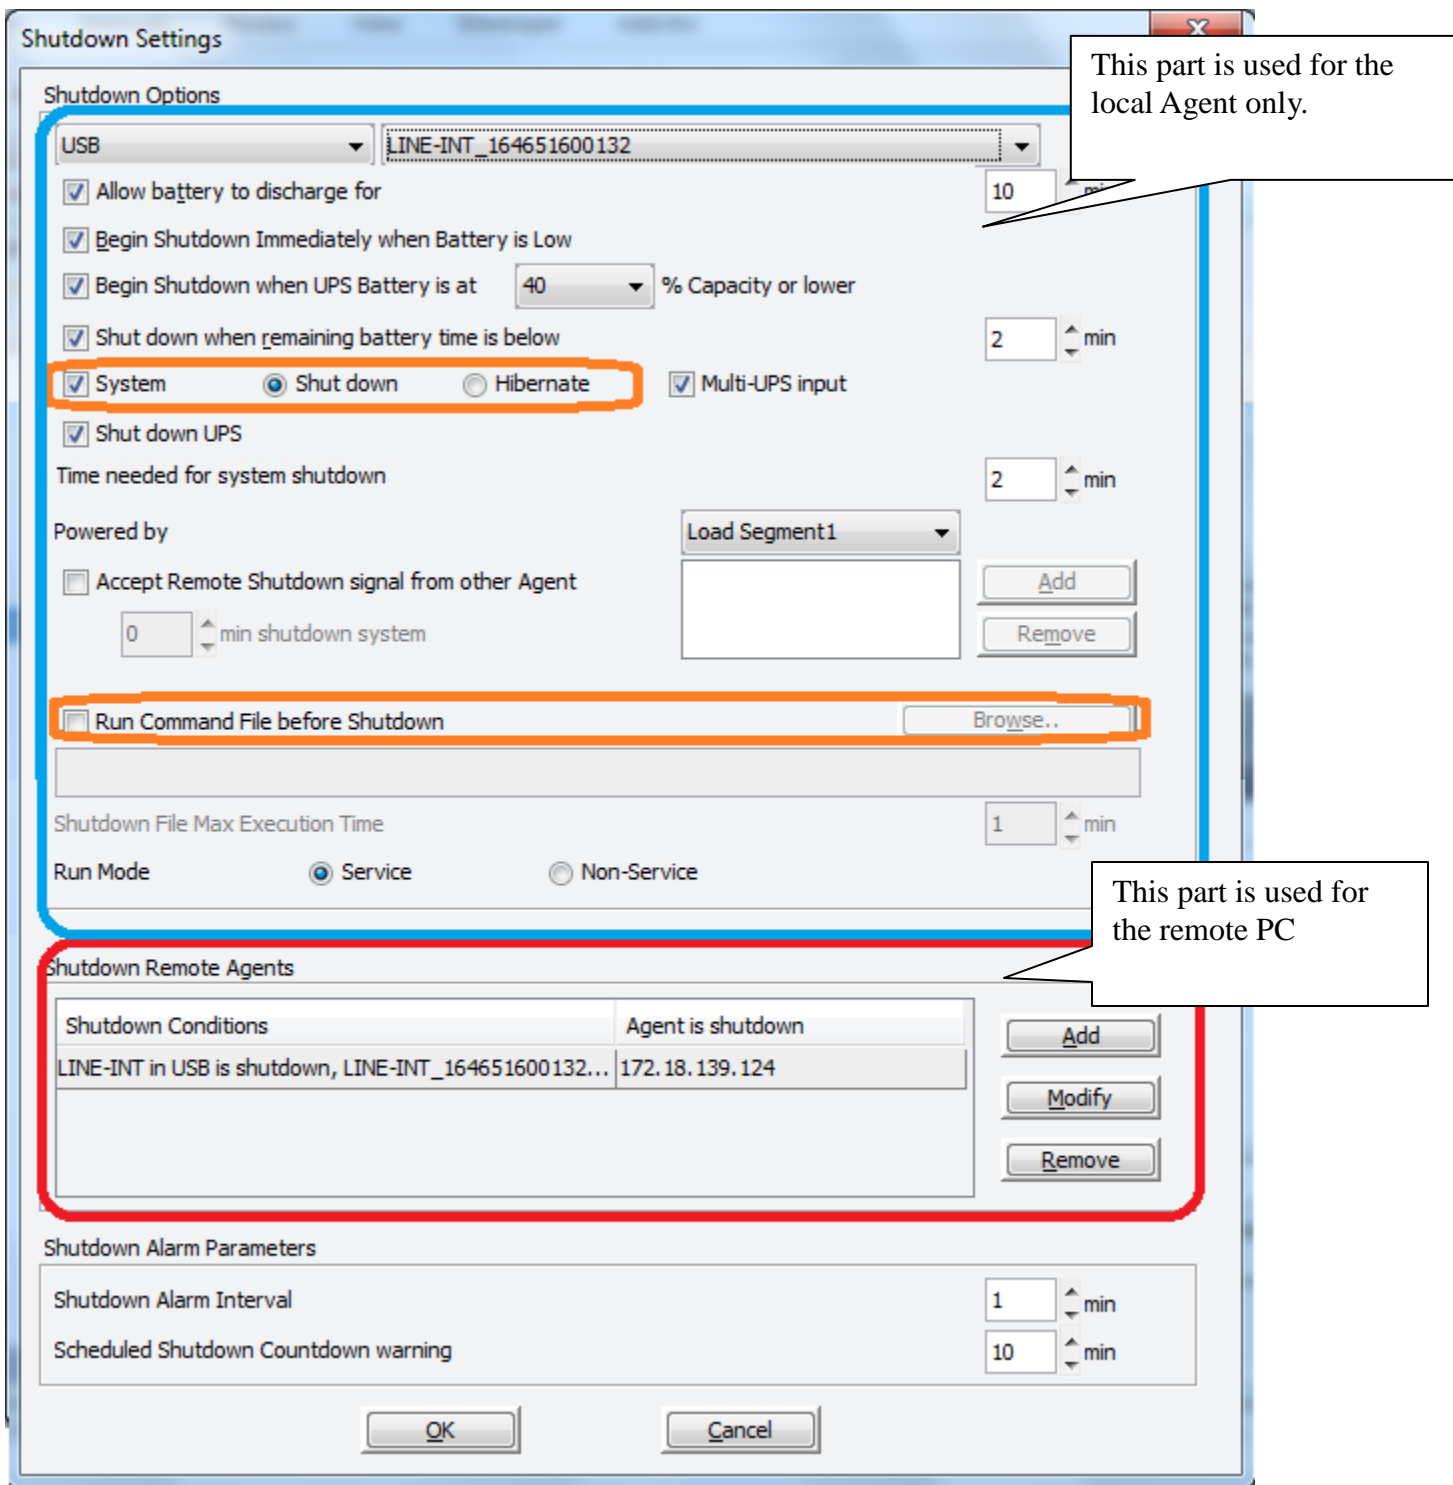 Shutdown Settings
X
This part is used for the
local Agent only.
Shutdown Options
USB LINE-INT_164651600132
Allow battery to discharge for 10 min
Begin Shutdown Immediately when Battery is Low
Begin Shutdown when UPS Battery is at 40 % Capacity or lower
Shut down when remaining battery time is below 2 min
System Shut down Hibernate Multi-UPS input
Shut down UPS
Time needed for system shutdown 2 min
Powered by Load Segment1
Accept Remote Shutdown signal from other Agent Add
0 min shutdown system Remove
Run Command File before Shutdown Browse..
Shutdown File Max Execution Time 1 min
Run Mode Service Non-Service
This part is used for
the remote PC
Shutdown Remote Agents
Shutdown Conditions Agent is shutdown
Add
LINE-INT in USB is shutdown, LINE-INT_164651600132... 172.18.139.124
Modify
Remove
Shutdown Alarm Parameters
Shutdown Alarm Interval 1 min
Scheduled Shutdown Countdown warning 10 min
OK Cancel